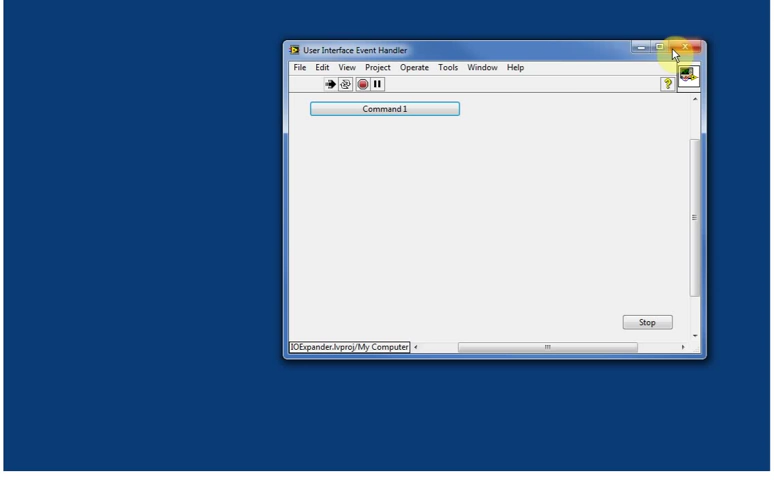 User Interface Event Handler
File Edit View Project Operate Tools Window Help
Command 1
Stop
IOExpander.lvproj/My Computer